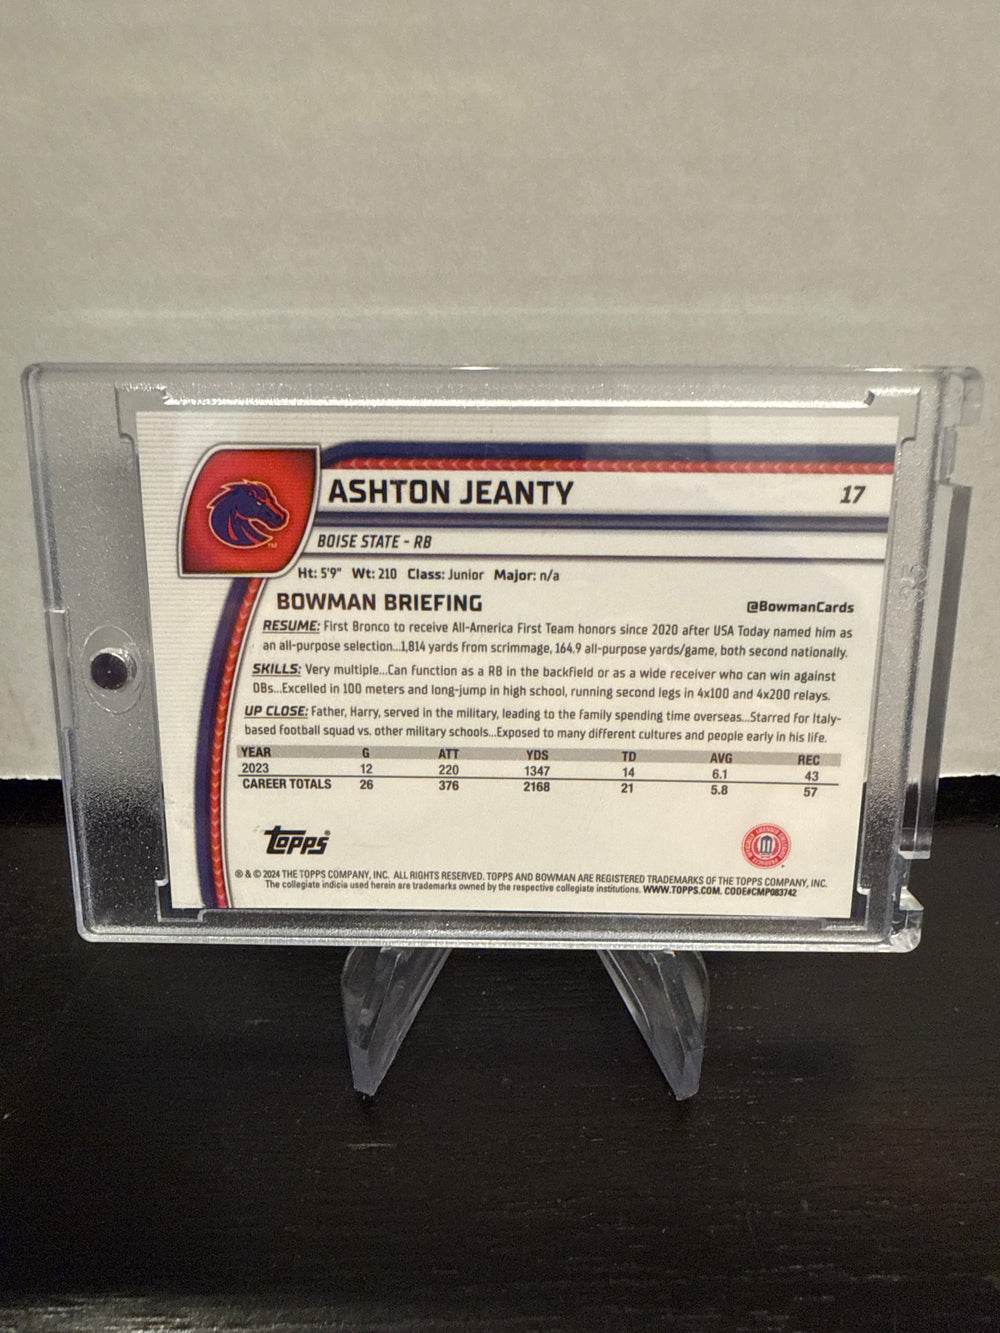 ASHTON JEANTY 17
BOISE STATE - RB
Ht: 5'9" Wt: 210 Class: Junior Major: n/a
BOWMAN BRIEFING @BowmanCards
RESUME: First Bronco to receive All-America First Team honors since 2020 after USA Today named him as
an all-purpose selection...1,814 yards from scrimmage, 164.9 all-purpose yards/game, both second nationally.
SKILLS: Very multiple...Can function as a RB in the backfield or as a wide receiver who can win against
DBs...Excelled in 100 meters and long-jump in high school, running second legs in 4x100 and 4x200 relays.
UP CLOSE: Father, Harry, served in the military, leading to the family spending time overseas...Starred for Italy-
based football squad vs. other military schools...Exposed to many different cultures and people early in his life.
YEAR G ATT YDS TD AVG REC
2023 12 220 1347 14 6.1 43
CAREER TOTALS 26 376 2168 21 5.8 57
TOPPS®
® & © 2024 THE TOPPS COMPANY, INC. ALL RIGHTS RESERVED. TOPPS AND BOWMAN ARE REGISTERED TRADEMARKS OF THE TOPPS COMPANY, INC.
The collegiate indicia used herein are trademarks owned by the respective collegiate institutions. WWW.TOPPS.COM. CODE#CMP083742